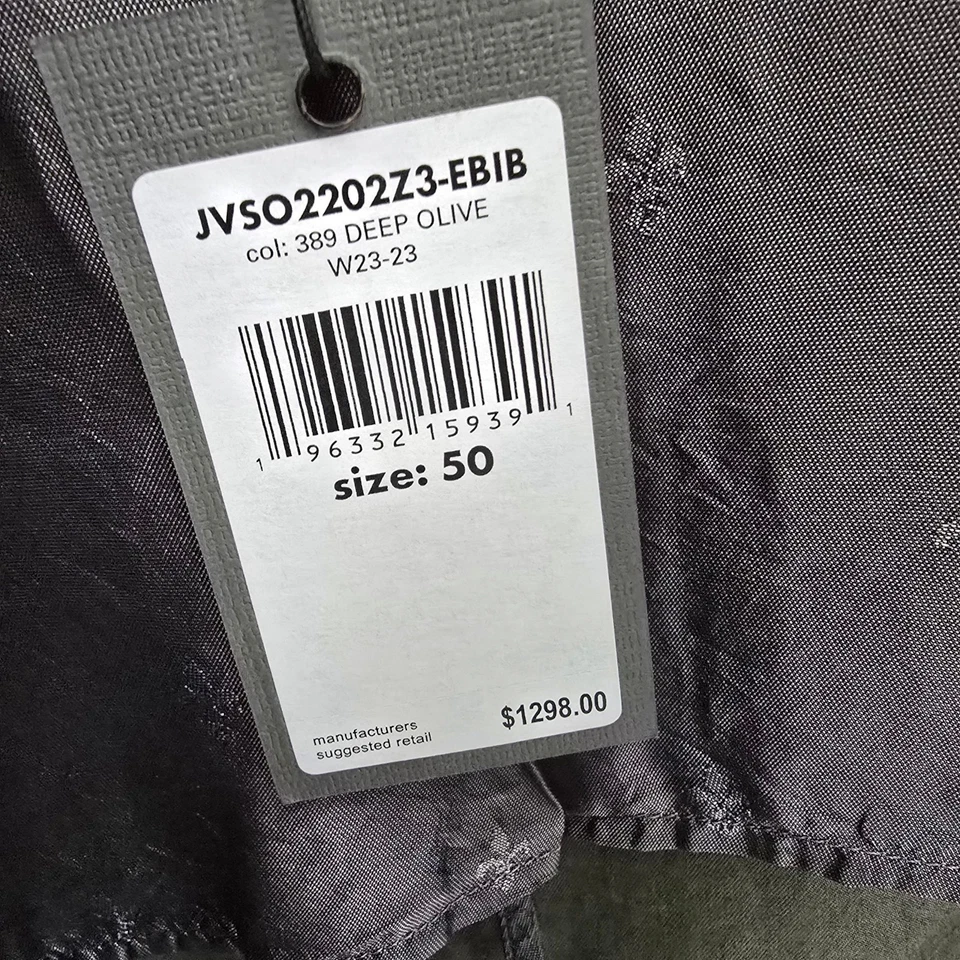 JVSO2202Z3-EBIB
col: 389 DEEP OLIVE
W23-23
1 96332 15939 1
size: 50
manufacturers
suggested retail
$1298.00